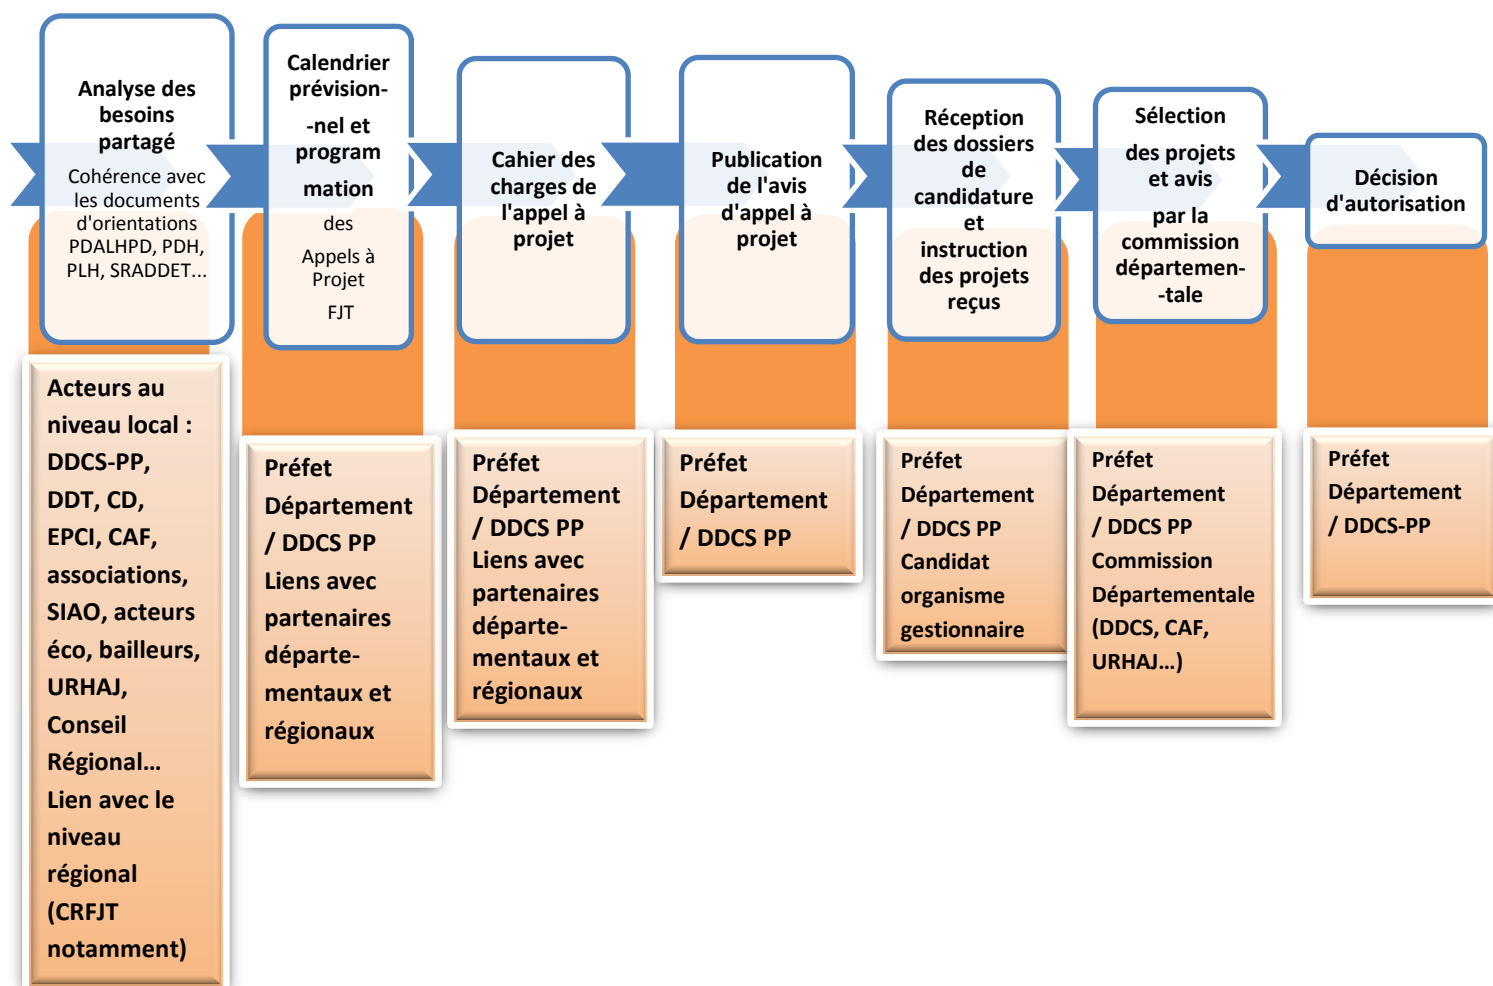 Analyse des
besoins
partagé
Cohérence avec
les documents
d'orientations
PDALHPD, PDH,
PLH, SRADDET...
Calendrier
prévision-
-nel et
program
mation
des
Appels à
Projet
FJT
Cahier des
charges de
l'appel à
projet
Publication
de l'avis
d'appel à
projet
Réception
des dossiers
de
candidature
et
instruction
des projets
reçus
Sélection
des projets
et avis
par la
commission
départemen-
-tale
Décision
d'autorisation
Acteurs au
niveau local :
DDCS-PP,
DDT, CD,
EPCI, CAF,
associations,
SIAO, acteurs
éco, bailleurs,
URHAJ,
Conseil
Régional…
Lien avec le
niveau
régional
(CRFJT
notamment)
Préfet
Département
/ DDCS PP
Liens avec
partenaires
départe-
mentaux et
régionaux
Préfet
Département
/ DDCS PP
Liens avec
partenaires
départe-
mentaux et
régionaux
Préfet
Département
/ DDCS PP
Préfet
Département
/ DDCS PP
Candidat
organisme
gestionnaire
Préfet
Département
/ DDCS PP
Commission
Départementale
(DDCS, CAF,
URHAJ…)
Préfet
Département
/ DDCS-PP